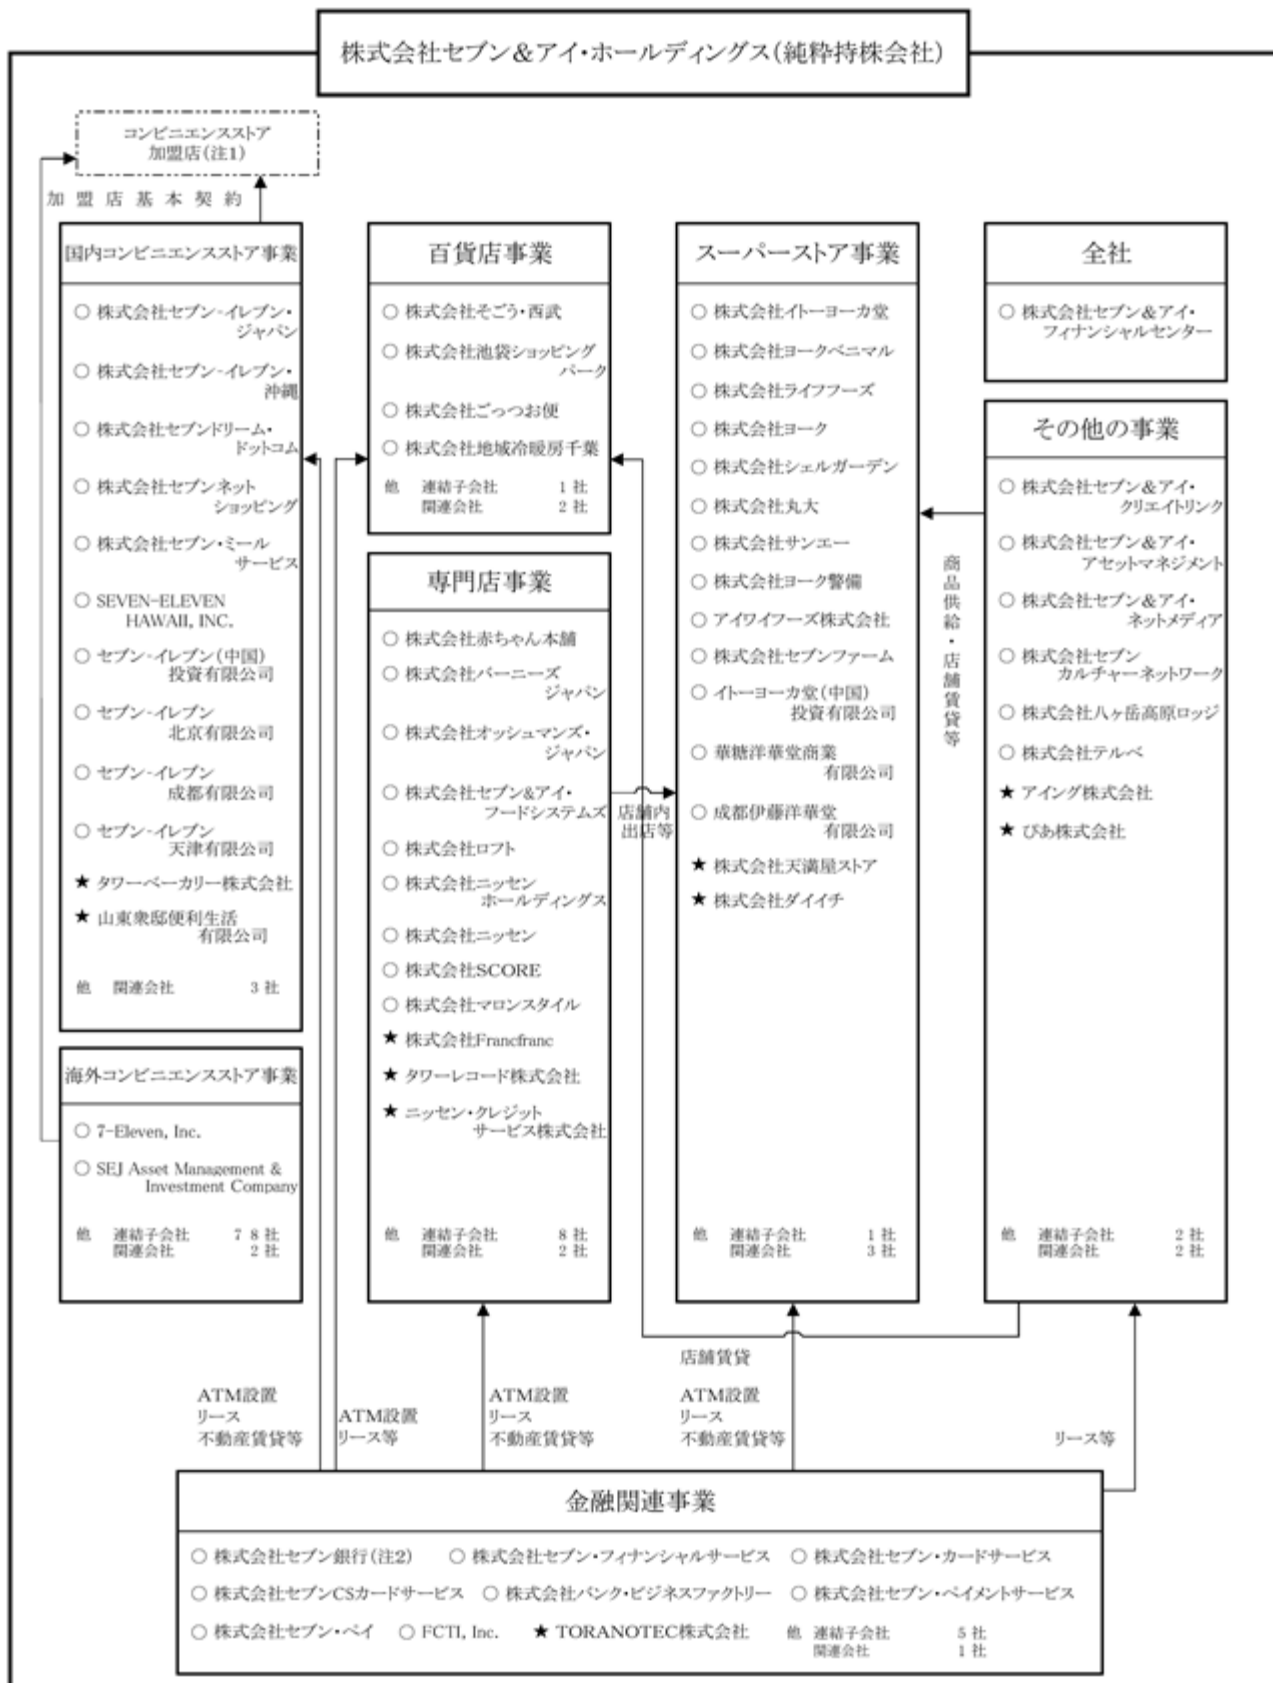 株式会社セブン&アイ・ホールディングス(純粋持株会社)
コンビニエンスストア
加盟店(注1)
加盟店基本契約
国内コンビニエンスストア事業
○ 株式会社セブン-イレブン・
ジャパン
○ 株式会社セブン-イレブン・
沖縄
○ 株式会社セブンドリーム・
ドットコム
○ 株式会社セブンネット
ショッピング
○ 株式会社セブン・ミール
サービス
○ SEVEN-ELEVEN
HAWAII, INC.
○ セブン-イレブン(中国)
投資有限公司
○ セブン-イレブン
北京有限公司
○ セブン-イレブン
成都有限公司
○ セブン-イレブン
天津有限公司
★ タワーベーカリー株式会社
★ 山東衆邸便利生活
有限公司
他 関連会社 3 社
海外コンビニエンスストア事業
○ 7-Eleven, Inc.
○ SEJ Asset Management &
Investment Company
他 連結子会社 7 8 社
関連会社 2 社
百貨店事業
○ 株式会社そごう・西武
○ 株式会社池袋ショッピング
パーク
○ 株式会社ごっつお便
○ 株式会社地域冷暖房千葉
他 連結子会社 1 社
関連会社 2 社
専門店事業
○ 株式会社赤ちゃん本舗
○ 株式会社バーニーズ
ジャパン
○ 株式会社オッシュマンズ・
ジャパン
○ 株式会社セブン&アイ・
フードシステムズ
○ 株式会社ロフト
○ 株式会社ニッセン
ホールディングス
○ 株式会社ニッセン
○ 株式会社SCORE
○ 株式会社マロンスタイル
★ 株式会社Francfranc
★ タワーレコード株式会社
★ ニッセン・クレジット
サービス株式会社
他 連結子会社 8 社
関連会社 2 社
店舗内
出店等
スーパーストア事業
○ 株式会社イトーヨーカ堂
○ 株式会社ヨークベニマル
○ 株式会社ライフフーズ
○ 株式会社ヨーク
○ 株式会社シェルガーデン
○ 株式会社丸大
○ 株式会社サンエー
○ 株式会社ヨーク警備
○ アイワイフーズ株式会社
○ 株式会社セブンファーム
○ イトーヨーカ堂(中国)
投資有限公司
○ 華糖洋華堂商業
有限公司
○ 成都伊藤洋華堂
有限公司
★ 株式会社天満屋ストア
★ 株式会社ダイイチ
他 連結子会社 1 社
関連会社 3 社
商品供給・店舗賃貸等
全社
○ 株式会社セブン&アイ・
フィナンシャルセンター
その他の事業
○ 株式会社セブン&アイ・
クリエイトリンク
○ 株式会社セブン&アイ・
アセットマネジメント
○ 株式会社セブン&アイ・
ネットメディア
○ 株式会社セブン
カルチャーネットワーク
○ 株式会社八ヶ岳高原ロッジ
○ 株式会社テルベ
★ アイング株式会社
★ ぴあ株式会社
他 連結子会社 2 社
関連会社 2 社
店舗賃貸
ATM設置
リース
不動産賃貸等
ATM設置
リース等
ATM設置
リース
不動産賃貸等
ATM設置
リース
不動産賃貸等
リース等
金融関連事業
○ 株式会社セブン銀行(注2) ○ 株式会社セブン・フィナンシャルサービス ○ 株式会社セブン・カードサービス
○ 株式会社セブンCSカードサービス ○ 株式会社バンク・ビジネスファクトリー ○ 株式会社セブン・ペイメントサービス
○ 株式会社セブン・ペイ ○ FCTI, Inc. ★ TORANOTEC株式会社 他 連結子会社 5 社
関連会社 1 社